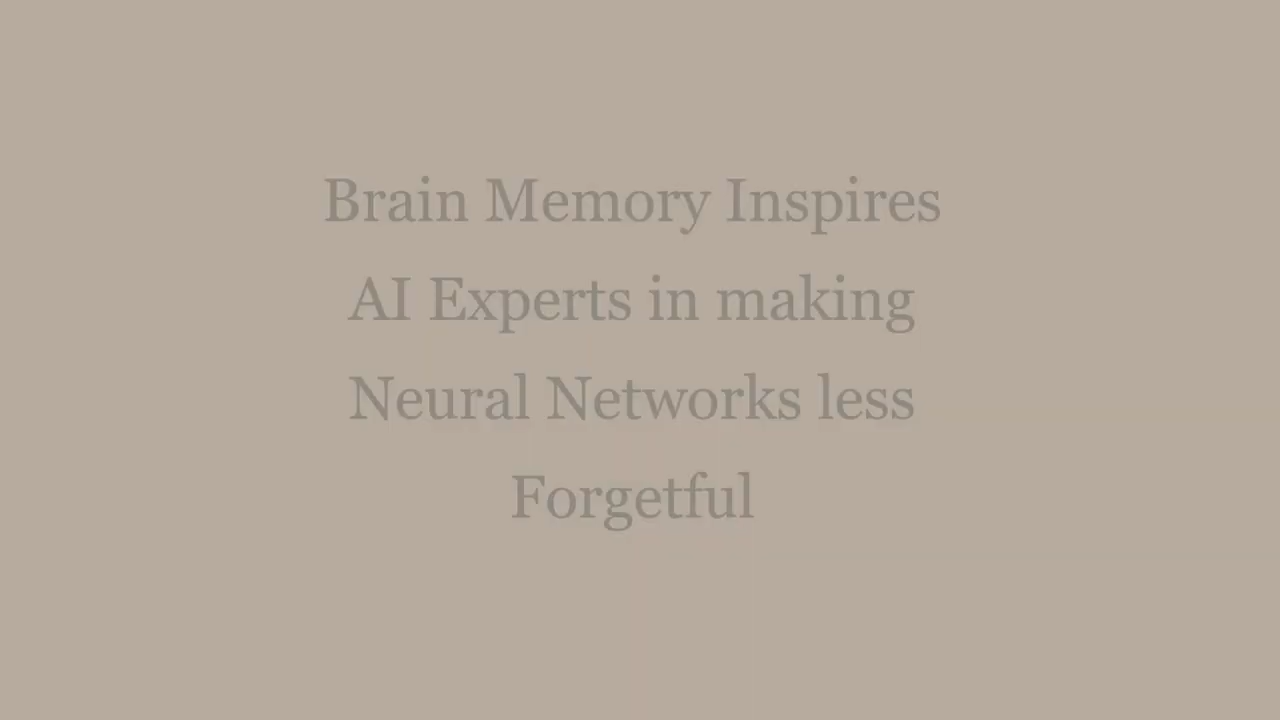 Brain Memory Inspires
AI Experts in making
Neural Networks less
Forgetful